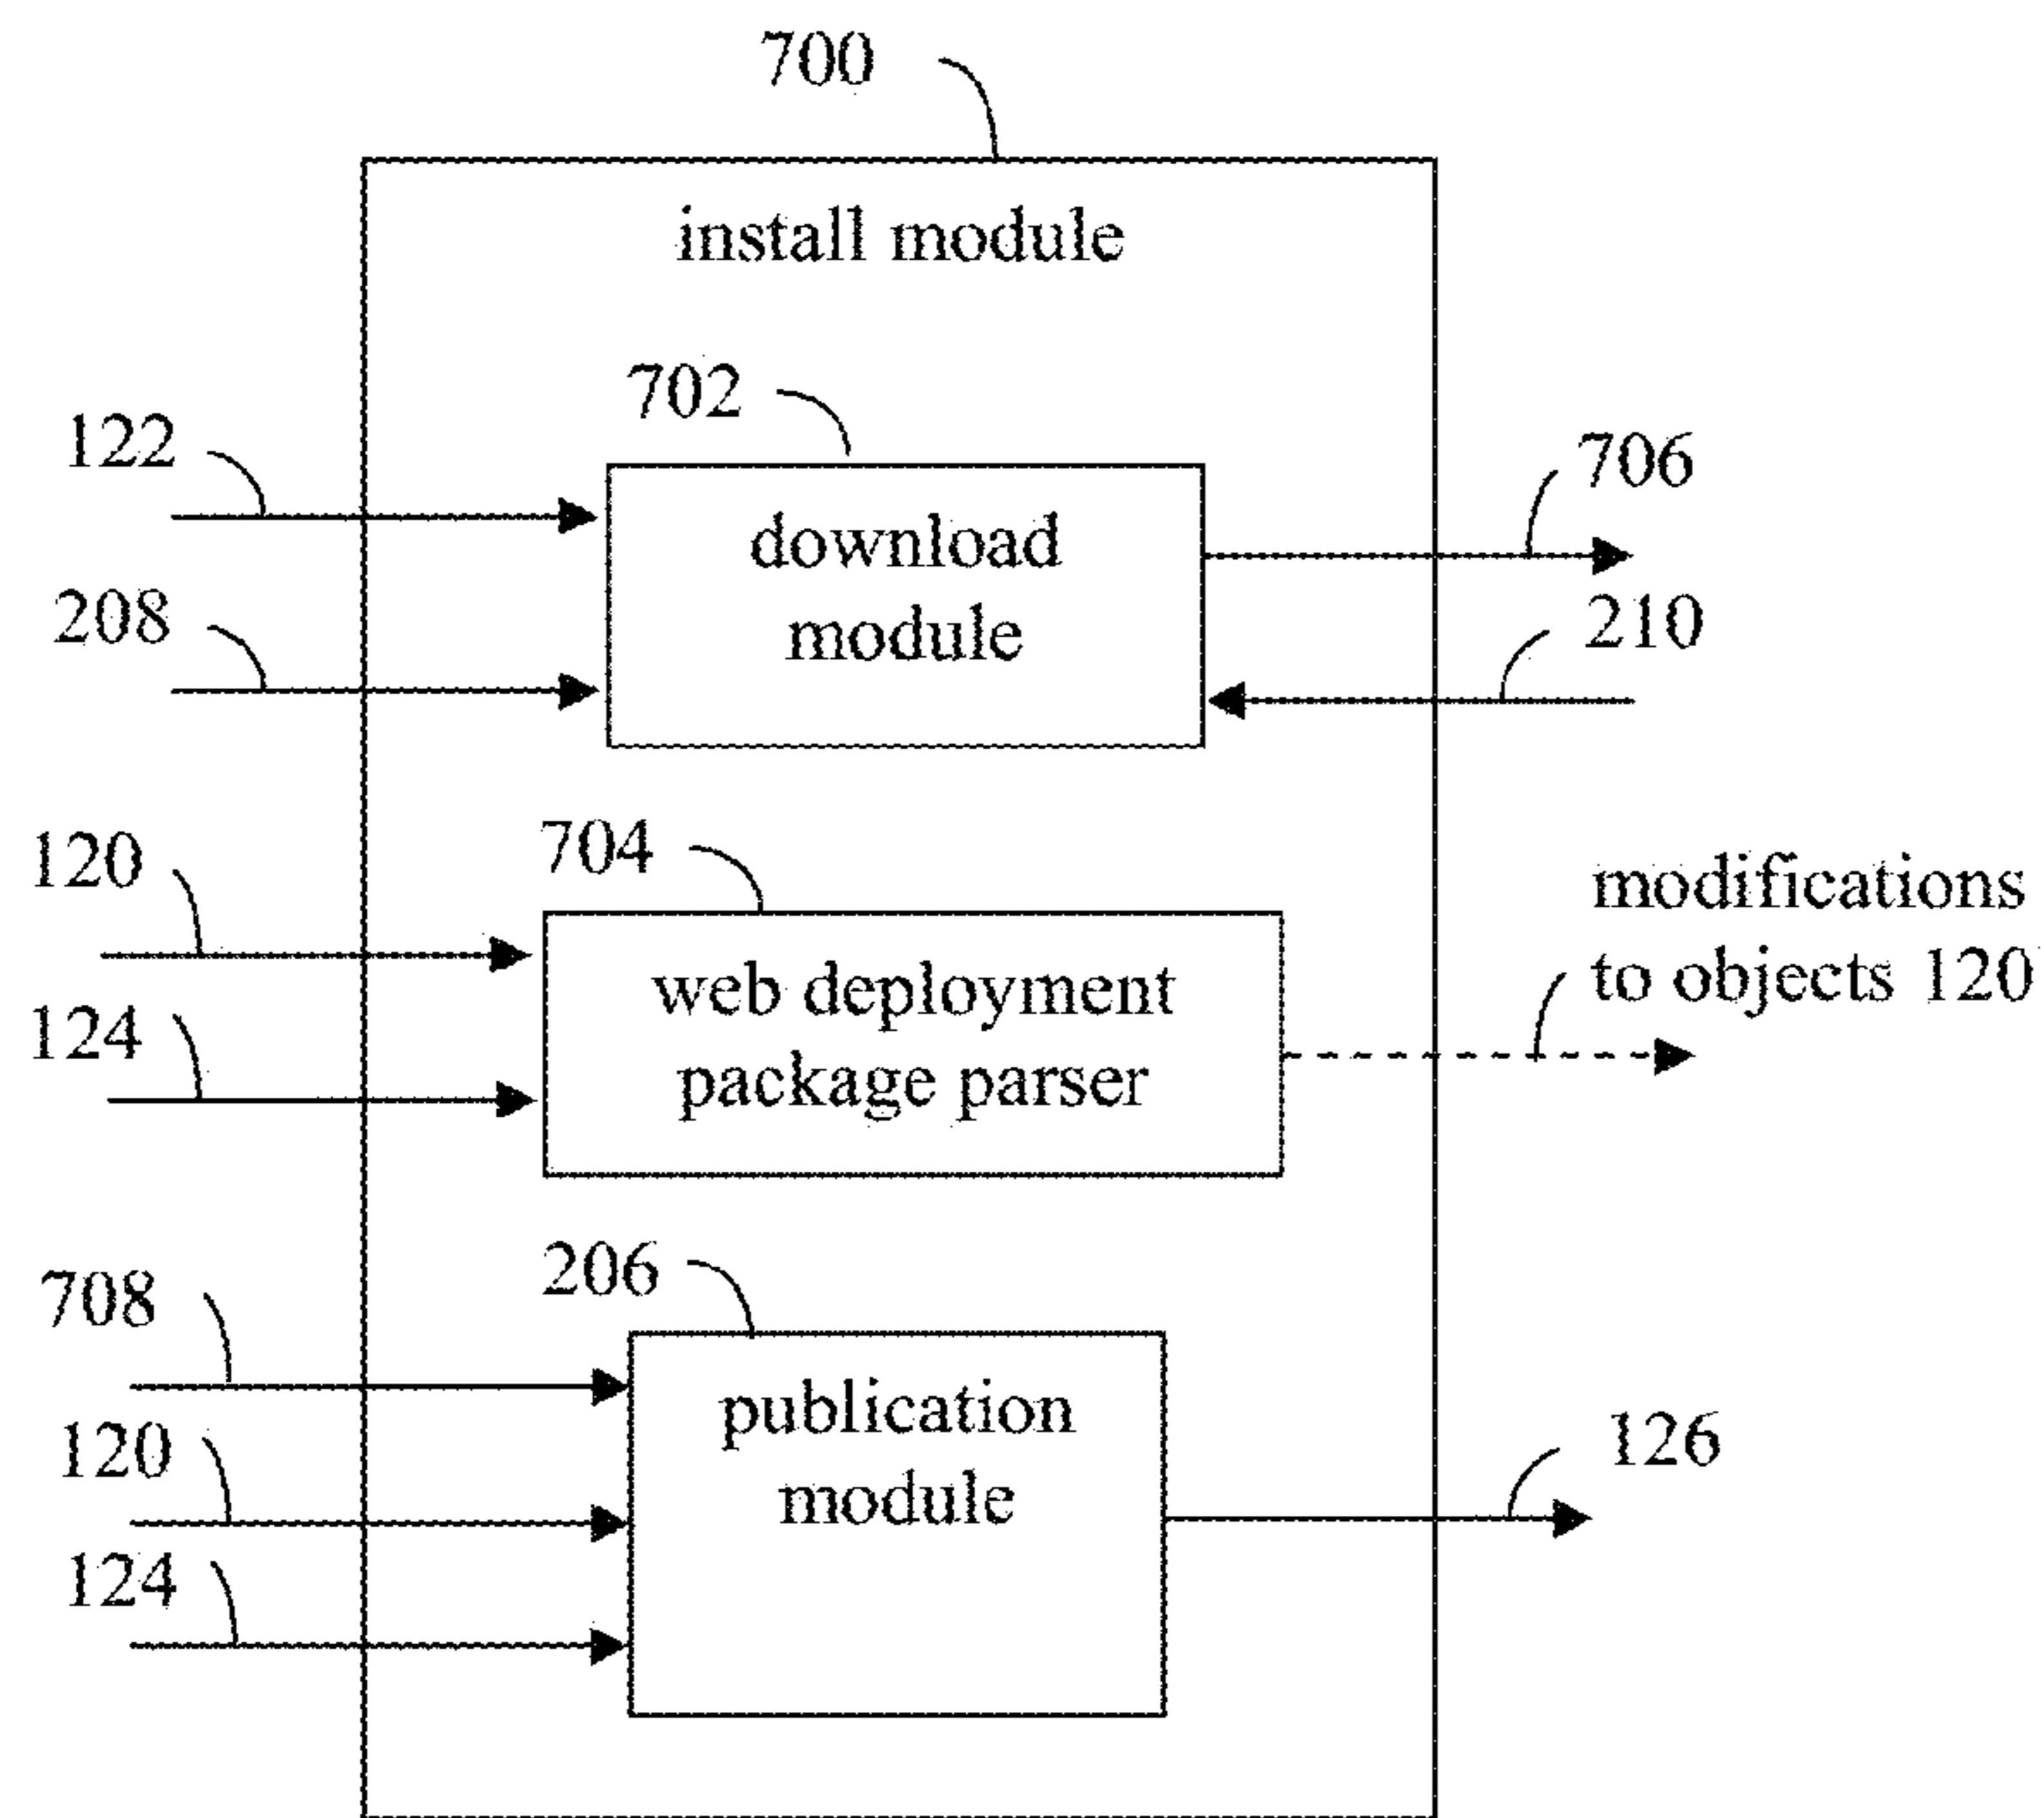 700
install module
702
122
706
download
208
210
module
120
704
modifications
to objects 120
web deployment
124
package parser
708
206
publication
120
126
module
124